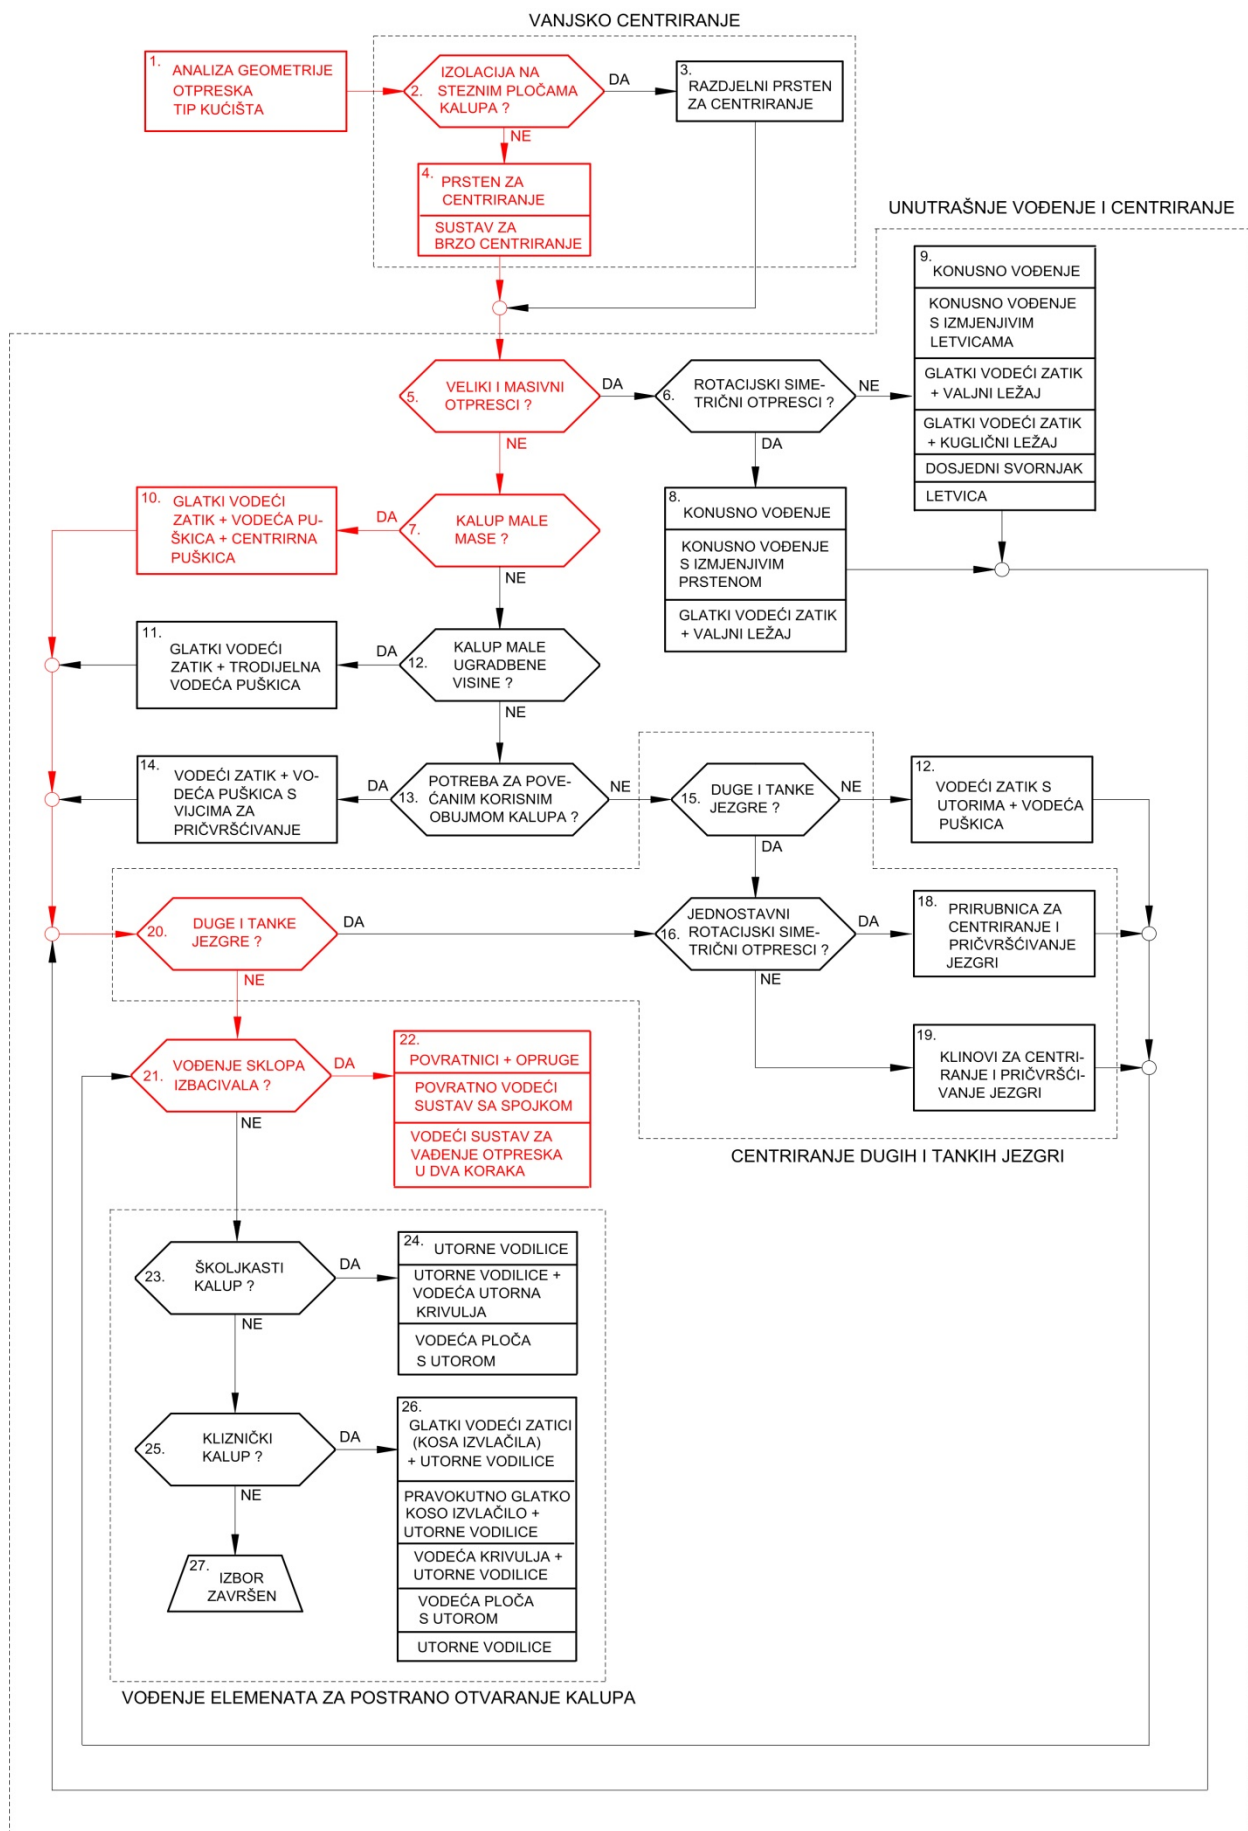 VANJSKO CENTRIRANJE
1.
ANALIZA GEOMETRIJE
OTPRESKA
TIP KUĆIŠTA
IZOLACIJA NA
2. STEZNIM PLOČAMA
KALUPA ?
DA
3.
RAZDJELNI PRSTEN
ZA CENTRIRANJE
NE
4.
PRSTEN ZA
CENTRIRANJE
SUSTAV ZA
BRZO CENTRIRANJE
UNUTRAŠNJE VOĐENJE I CENTRIRANJE
5.
VELIKI I MASIVNI
OTPRESCI ?
DA
NE
6.
ROTACIJSKI SIME-
TRIČNI OTPRESCI ?
NE
DA
9.
KONUSNO VOĐENJE
KONUSNO VOĐENJE
S IZMJENJIVIM
LETVICAMA
GLATKI VODEĆI ZATIK
+ VALJNI LEŽAJ
GLATKI VODEĆI ZATIK
+ KUGLIČNI LEŽAJ
DOSJEDNI SVORNJAK
LETVICA
8.
KONUSNO VOĐENJE
KONUSNO VOĐENJE
S IZMJENJIVIM
PRSTENOM
GLATKI VODEĆI ZATIK
+ VALJNI LEŽAJ
7.
KALUP MALE
MASE ?
DA
NE
10.
GLATKI VODEĆI
ZATIK + VODEĆA PU-
ŠKICA + CENTRIRNA
PUŠKICA
12.
KALUP MALE
UGRADBENE
VISINE ?
DA
NE
11.
GLATKI VODEĆI
ZATIK + TRODIJELNA
VODEĆA PUŠKICA
13.
POTREBA ZA POVE-
ĆANIM KORISNIM
OBUJMOM KALUPA ?
DA
NE
14.
VODEĆI ZATIK + VO-
DEĆA PUŠKICA S
VIJCIMA ZA
PRIČVRŠĆIVANJE
15.
DUGE I TANKE
JEZGRE ?
NE
DA
12.
VODEĆI ZATIK S
UTORIMA + VODEĆA
PUŠKICA
20.
DUGE I TANKE
JEZGRE ?
DA
NE
16.
JEDNOSTAVNI
ROTACIJSKI SIME-
TRIČNI OTPRESCI ?
DA
NE
18.
PRIRUBNICA ZA
CENTRIRANJE I
PRIČVRŠĆIVANJE
JEZGRI
19.
KLINOVI ZA CENTRI-
RANJE I PRIČVRŠĆI-
VANJE JEZGRI
CENTRIRANJE DUGIH I TANKIH JEZGRI
21.
VOĐENJE SKLOPA
IZBACIVALA ?
DA
NE
22.
POVRATNICI + OPRUGE
POVRATNO VODEĆI
SUSTAV SA SPOJKOM
VODEĆI SUSTAV ZA
VAĐENJE OTPRESKA
U DVA KORAKA
23.
ŠKOLJKASTI
KALUP ?
DA
NE
24.
UTORNE VODILICE
UTORNE VODILICE +
VODEĆA UTORNA
KRIVULJA
VODEĆA PLOČA
S UTOROM
25.
KLIZNIČKI
KALUP ?
DA
NE
26.
GLATKI VODEĆI ZATICI
(KOSA IZVLAČILA)
+ UTORNE VODILICE
PRAVOKUTNO GLATKO
KOSO IZVLAČILO +
UTORNE VODILICE
VODEĆA KRIVULJA +
UTORNE VODILICE
VODEĆA PLOČA
S UTOROM
UTORNE VODILICE
27.
IZBOR
ZAVRŠEN
VOĐENJE ELEMENATA ZA POSTRANO OTVARANJE KALUPA